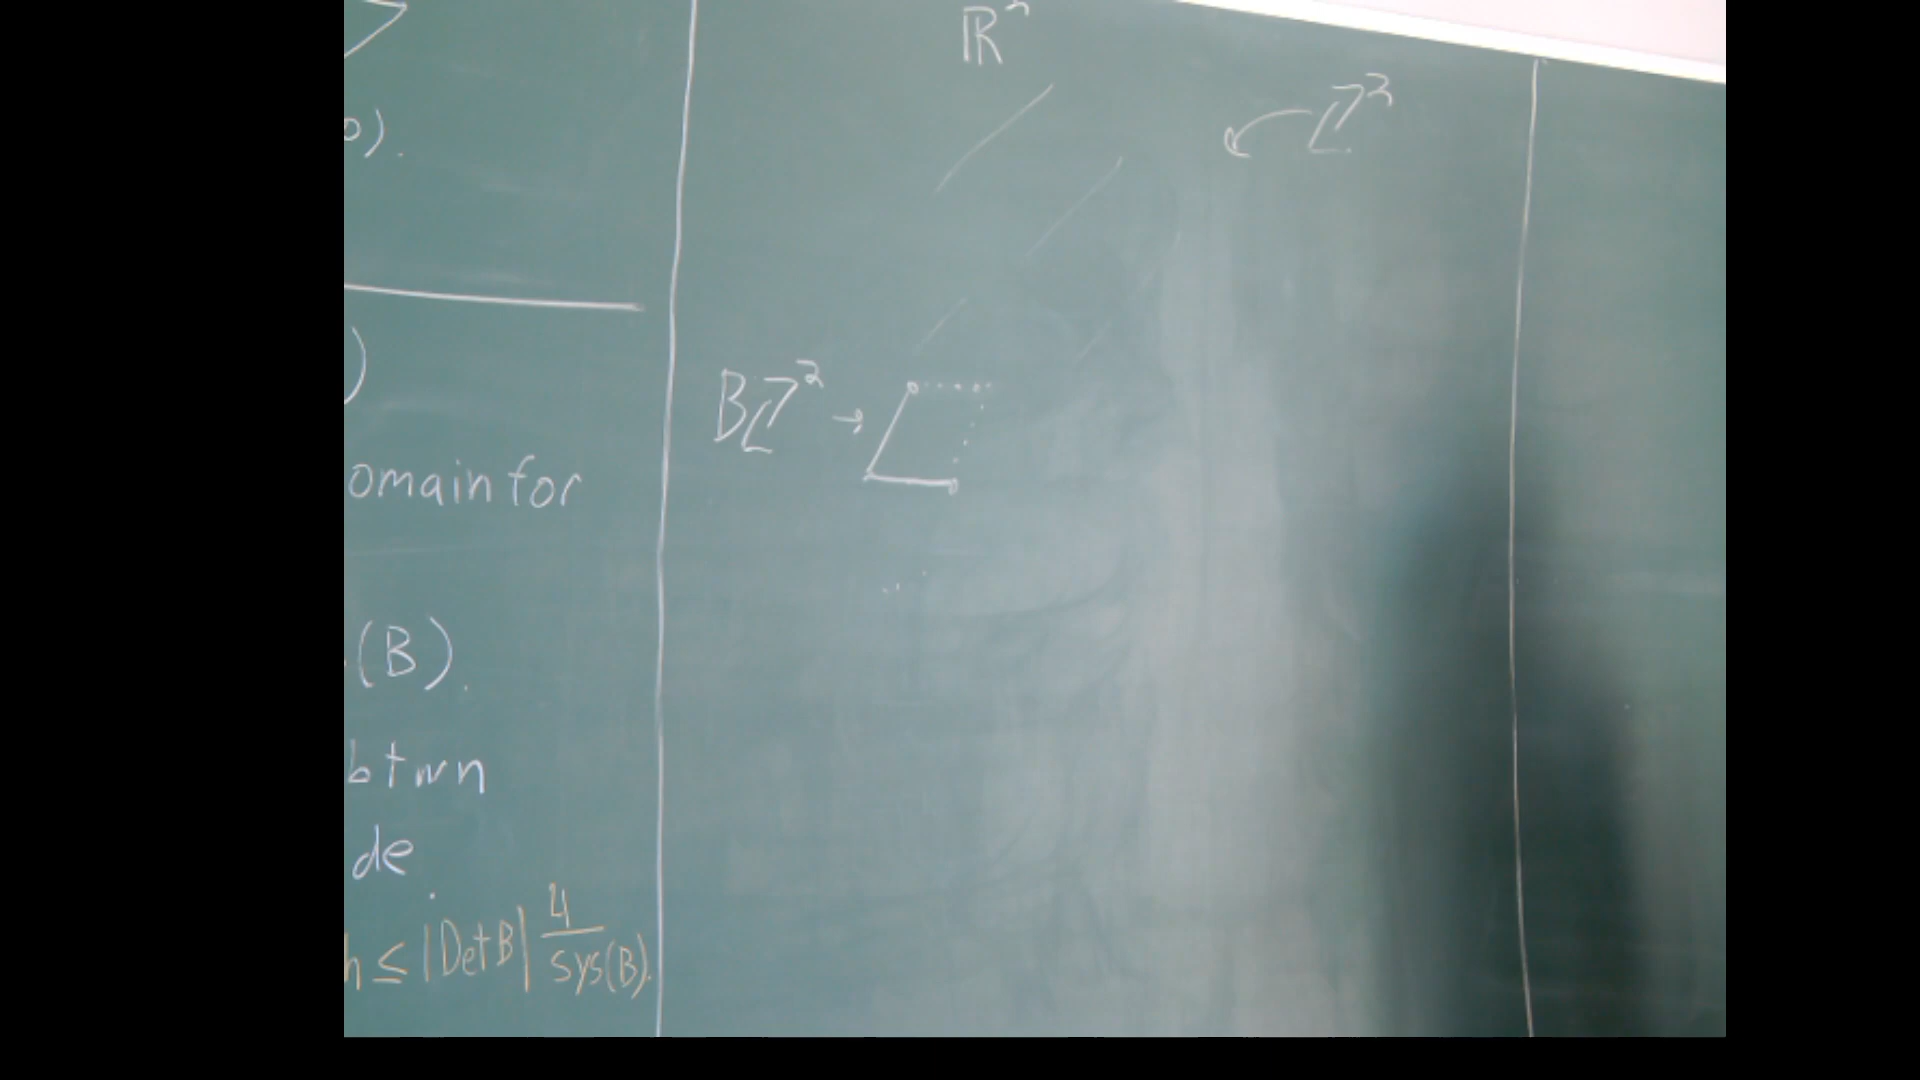 o).
)
omain for
(B).
btwn
de.
h ≤ |Det B| 4/sys(B).
ℝ²
ℤ²
Bℤ² →